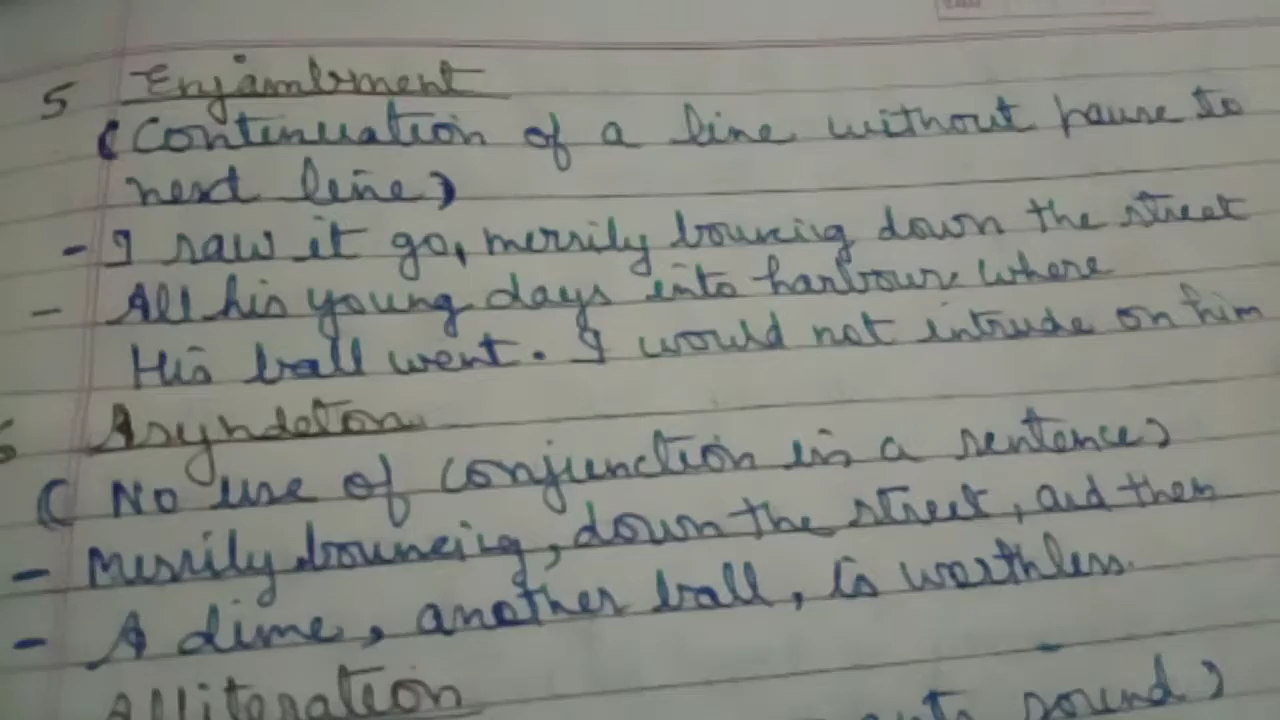 5 Enjambment
(Continuation of a line without pause to
next line)
- I saw it go, merrily bouncing down the street
- All his young days into harbour where
His ball went. I would not intrude on him
6 Asyndeton
( No use of conjunction in a sentence)
- Merrily bouncing, down the street, and then
- A dime, another ball, is worthless.
Alliteration
sound)